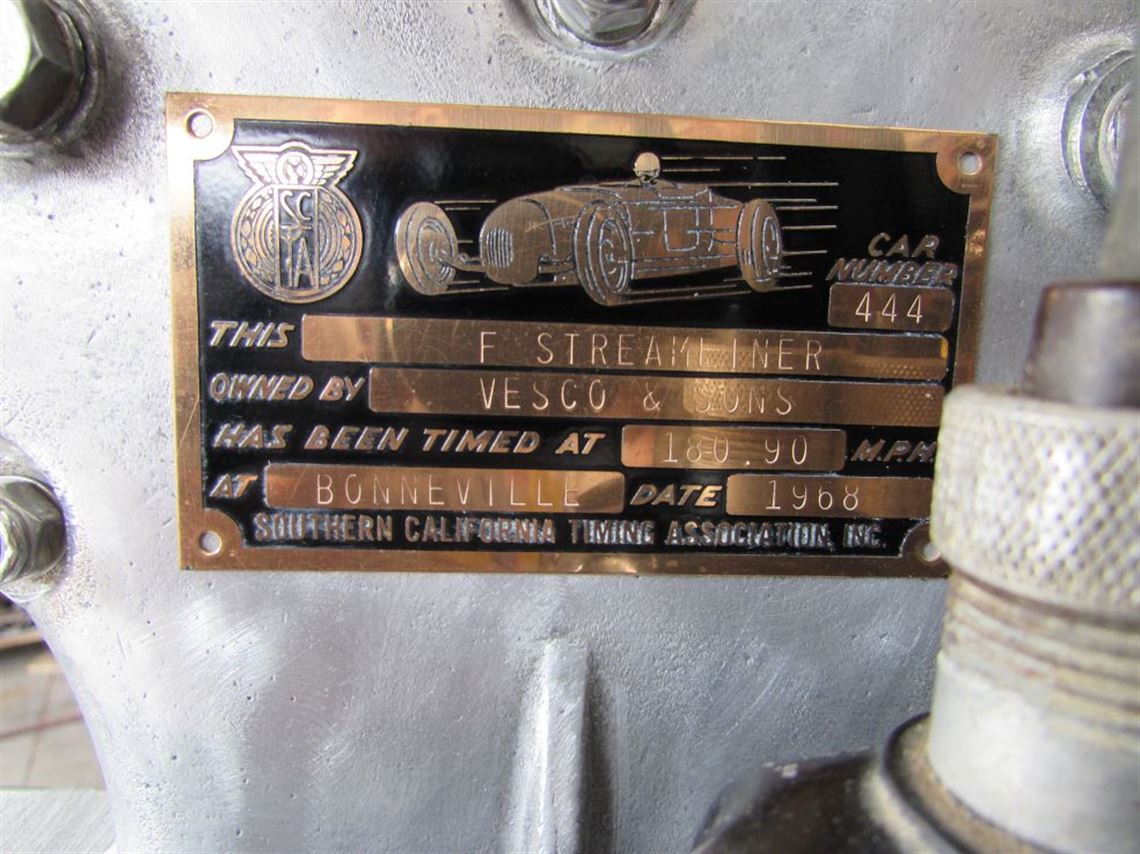 SCTA
CAR
NUMBER
444
THIS F STREAMLINER
OWNED BY VESCO & SONS
HAS BEEN TIMED AT 180.90 M.P.H.
AT BONNEVILLE DATE 1968
SOUTHERN CALIFORNIA TIMING ASSOCIATION, INC.